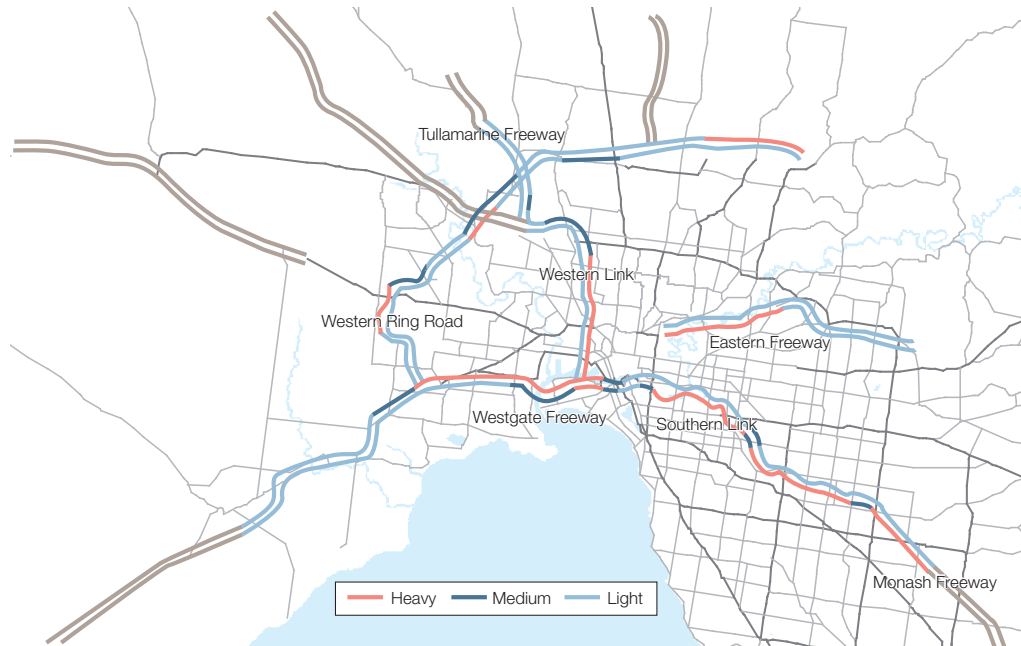 Tullamarine Freeway
Western Link
Western Ring Road
Eastern Freeway
Westgate Freeway
Southern Link
Monash Freeway
Heavy Medium Light